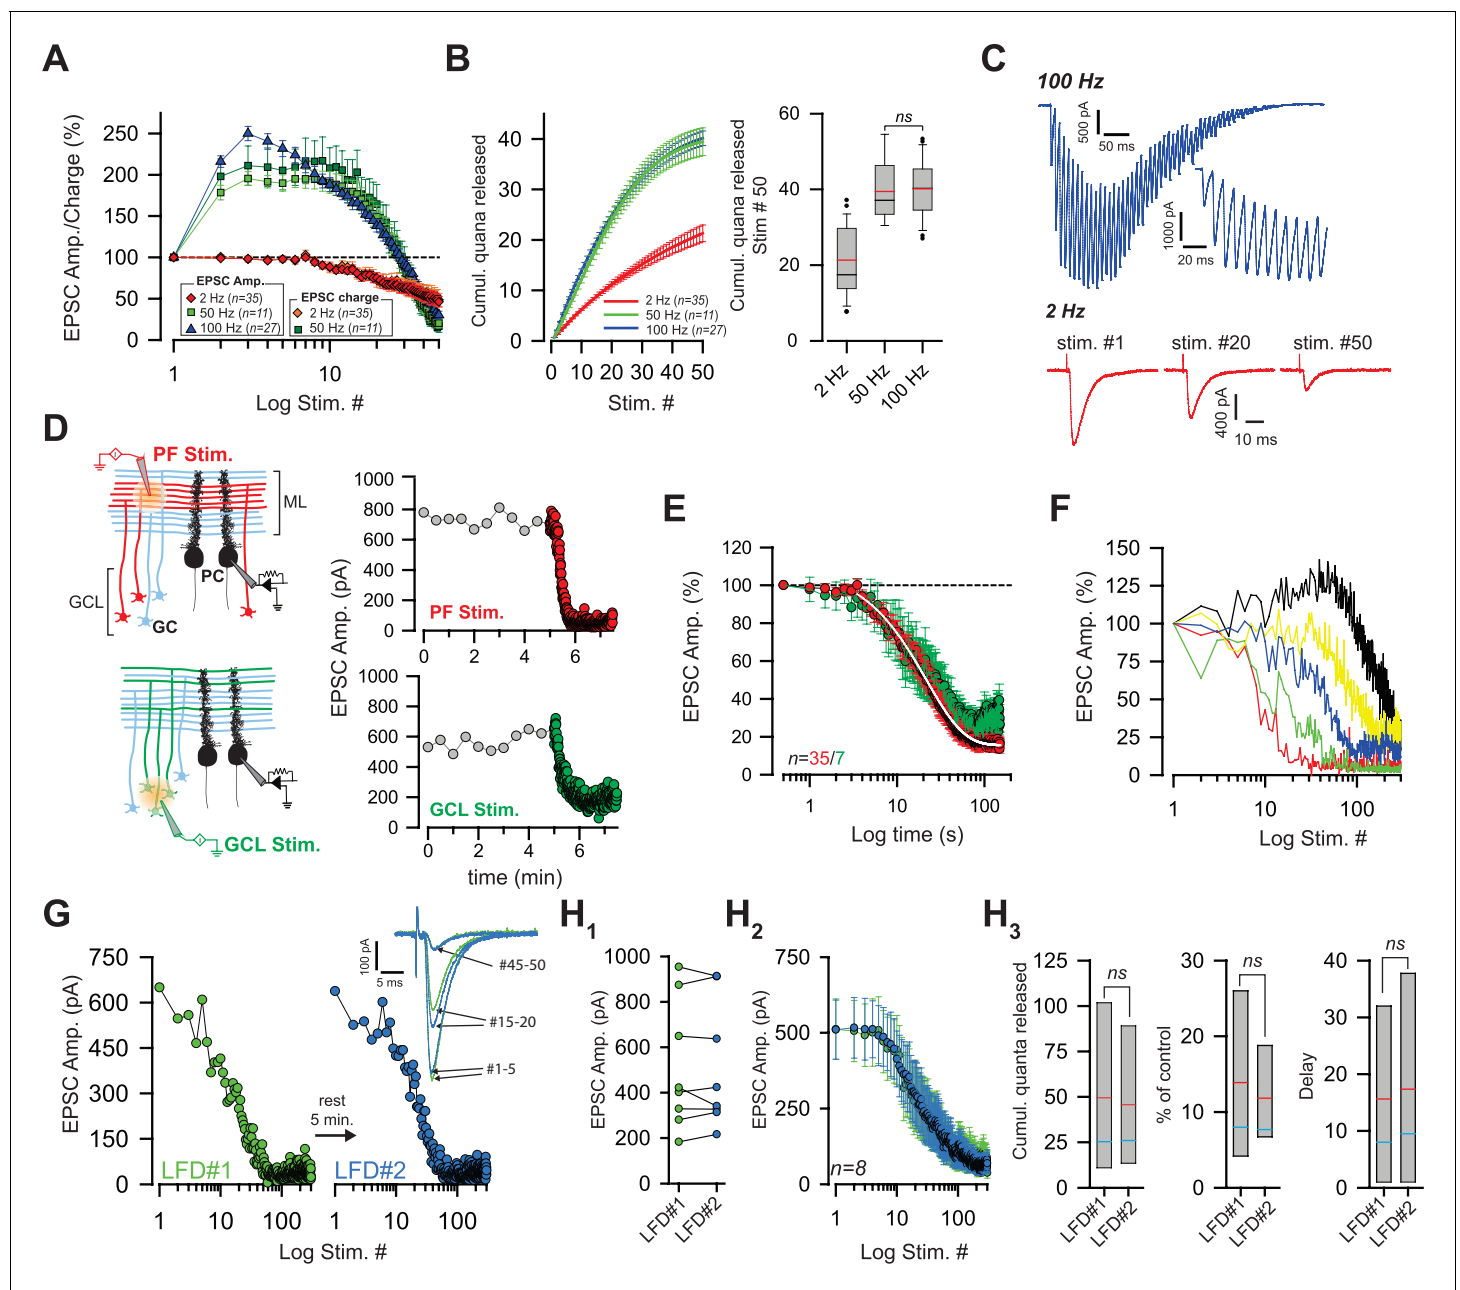 A
EPSC Amp./Charge (%)
250
200
150
100
50
0
EPSC Amp.
2 Hz (n=35)
50 Hz (n=11)
100 Hz (n=27)
EPSC charge
2 Hz (n=35)
50 Hz (n=11)
1
10
Log Stim. #
B
Cumul. quana released
40
30
20
10
0
2 Hz (n=35)
50 Hz (n=11)
100 Hz (n=27)
0 10 20 30 40 50
Stim. #
Cumul. quana released
Stim # 50
60
40
20
0
ns
2 Hz
50 Hz
100 Hz
C
100 Hz
500 pA
50 ms
1000 pA
20 ms
2 Hz
stim. #1
stim. #20
stim. #50
400 pA
10 ms
D
PF Stim.
ML
PC
GCL
GC
GCL Stim.
EPSC Amp. (pA)
1000
800
600
400
200
0
PF Stim.
0 2 4 6
1000
800
600
400
200
0
GCL Stim.
0 2 4 6
time (min)
E
EPSC Amp. (%)
120
100
80
60
40
20
0
n=35/7
1 10 100
Log time (s)
F
EPSC Amp. (%)
150
125
100
75
50
25
0
1 10 100
Log Stim. #
G
EPSC Amp. (pA)
750
600
450
300
150
0
LFD#1
rest
5 min.
LFD#2
100 pA
5 ms
#45-50
#15-20
#1-5
1 10 100
1 10 100
Log Stim. #
H1
EPSC Amp. (pA)
1000
800
600
400
200
0
LFD#1
LFD#2
H2
EPSC Amp. (pA)
750
500
250
0
n=8
1 10 100
Log Stim. #
H3
Cumul. quanta released
125
100
75
50
25
0
ns
LFD#1
LFD#2
% of control
30
20
10
0
ns
LFD#1
LFD#2
Delay
40
30
20
10
0
ns
LFD#1
LFD#2